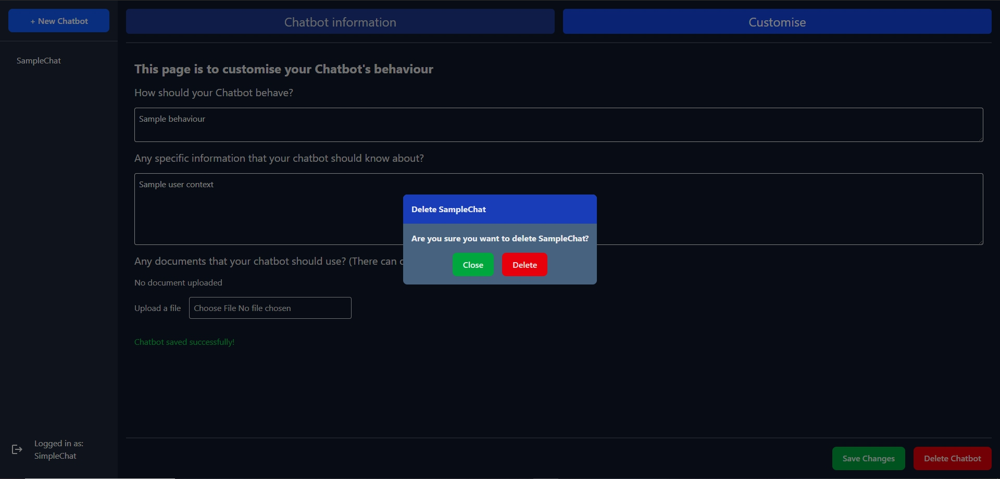 + New Chatbot
Chatbot information
Customise
SampleChat
This page is to customise your Chatbot's behaviour
How should your Chatbot behave?
Sample behaviour
Any specific information that your chatbot should know about?
Sample user context
Delete SampleChat
Are you sure you want to delete SampleChat?
Close
Delete
Any documents that your chatbot should use? (There can
No document uploaded
Upload a file
Choose File No file chosen
Chatbot saved successfully!
Logged in as:
SimpleChat
Save Changes
Delete Chatbot